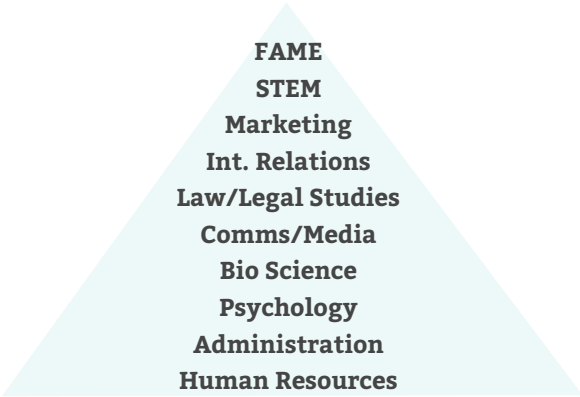 FAME
STEM
Marketing
Int. Relations
Law/Legal Studies
Comms/Media
Bio Science
Psychology
Administration
Human Resources